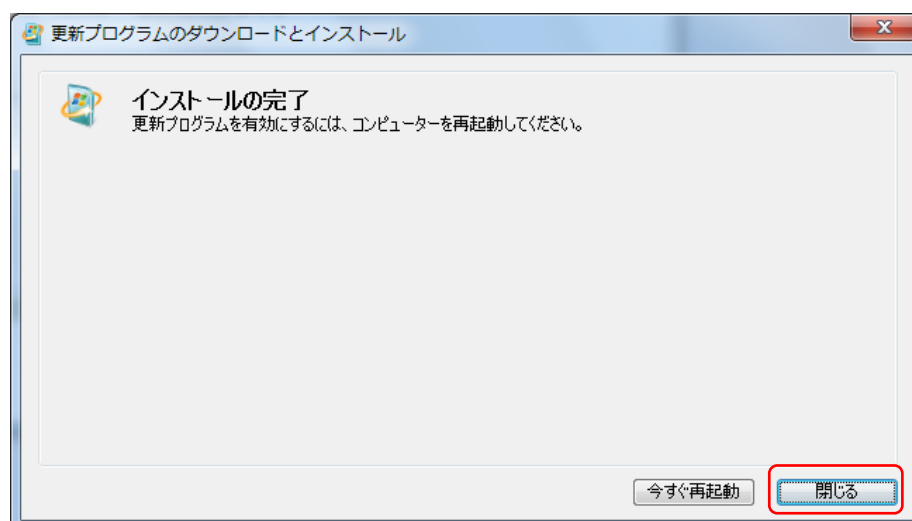 更新プログラムのダウンロードとインストール
インストールの完了
更新プログラムを有効にするには、コンピューターを再起動してください。
今すぐ再起動
閉じる